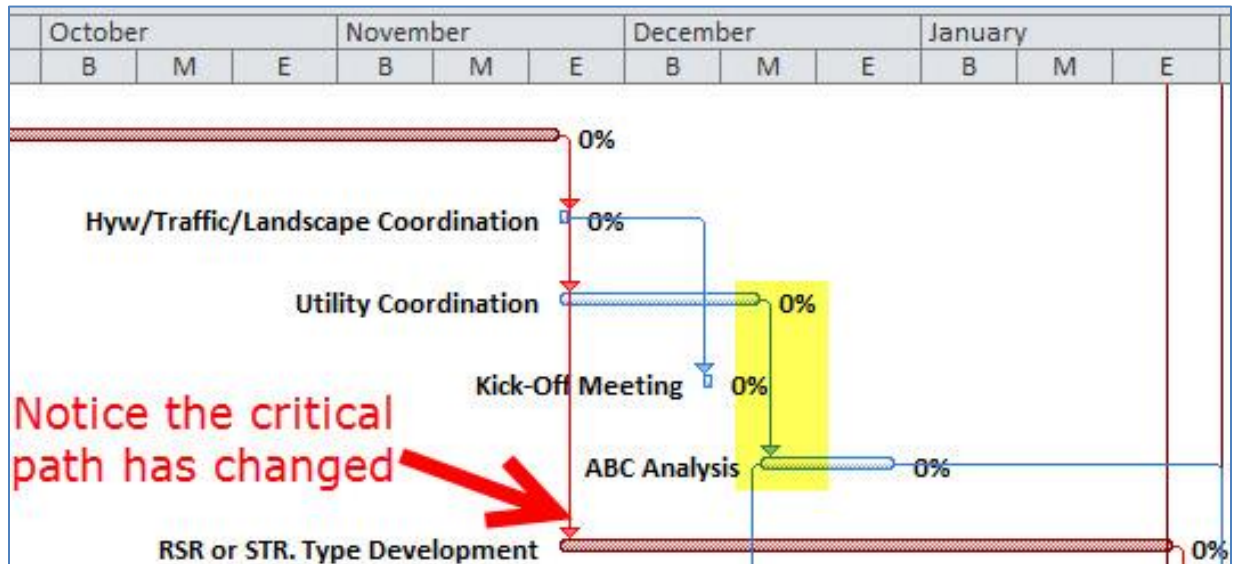 October November December January
B M E B M E B M E B M E
0%
Hyw/Traffic/Landscape Coordination 0%
Utility Coordination 0%
Kick-Off Meeting 0%
Notice the critical
path has changed
ABC Analysis 0%
RSR or STR. Type Development 0%